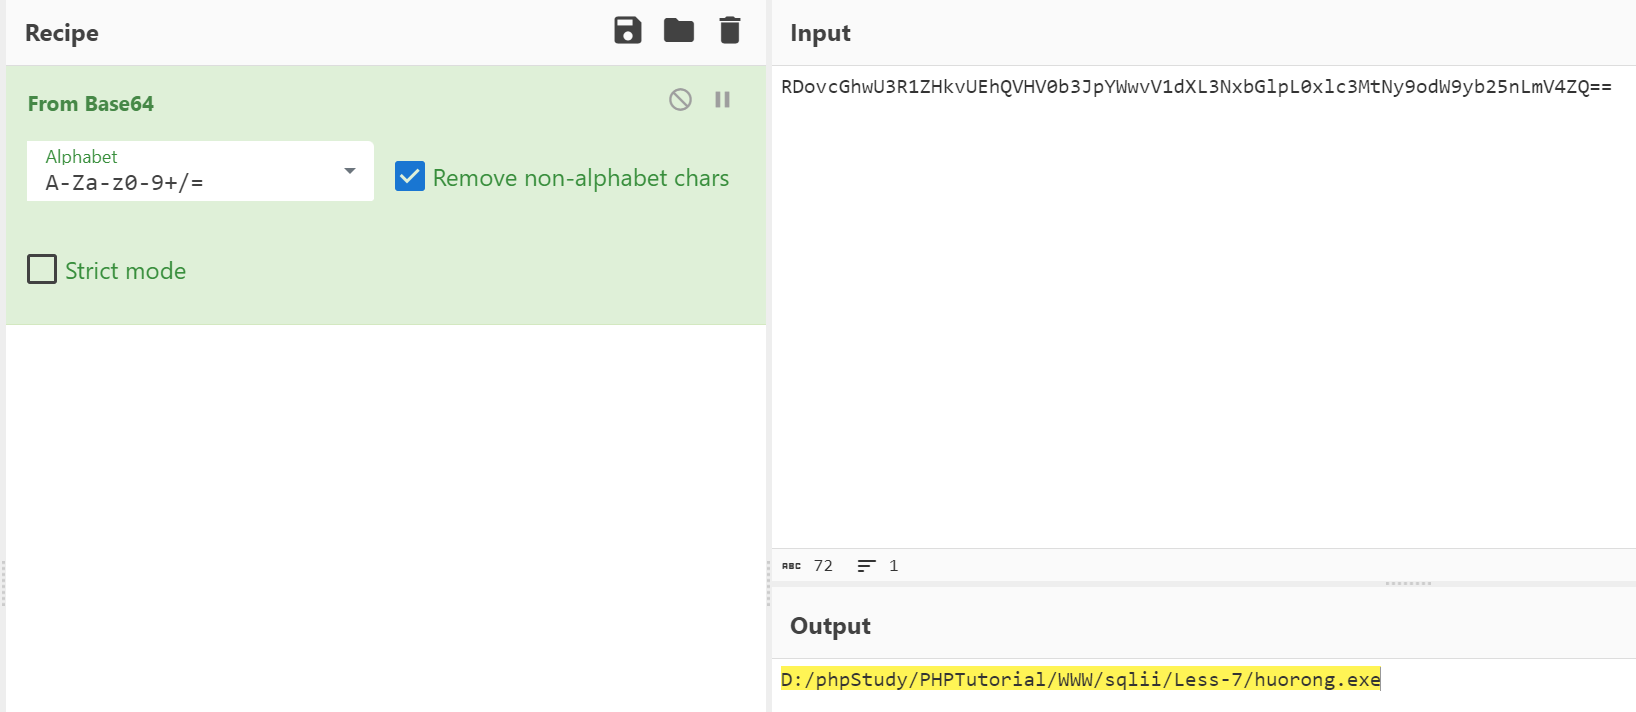 Recipe
From Base64
Alphabet
A-Za-z0-9+/=
Remove non-alphabet chars
Strict mode
Input
RDovcGhwU3R1ZHkvUEhQVHV0b3JpYWwvV1dXL3NxbGlpL0xlc3MtNy9odW9yb25nLmV4ZQ==
ABC 72 1
Output
D:/phpStudy/PHPTutorial/WWW/sqlii/Less-7/huorong.exe